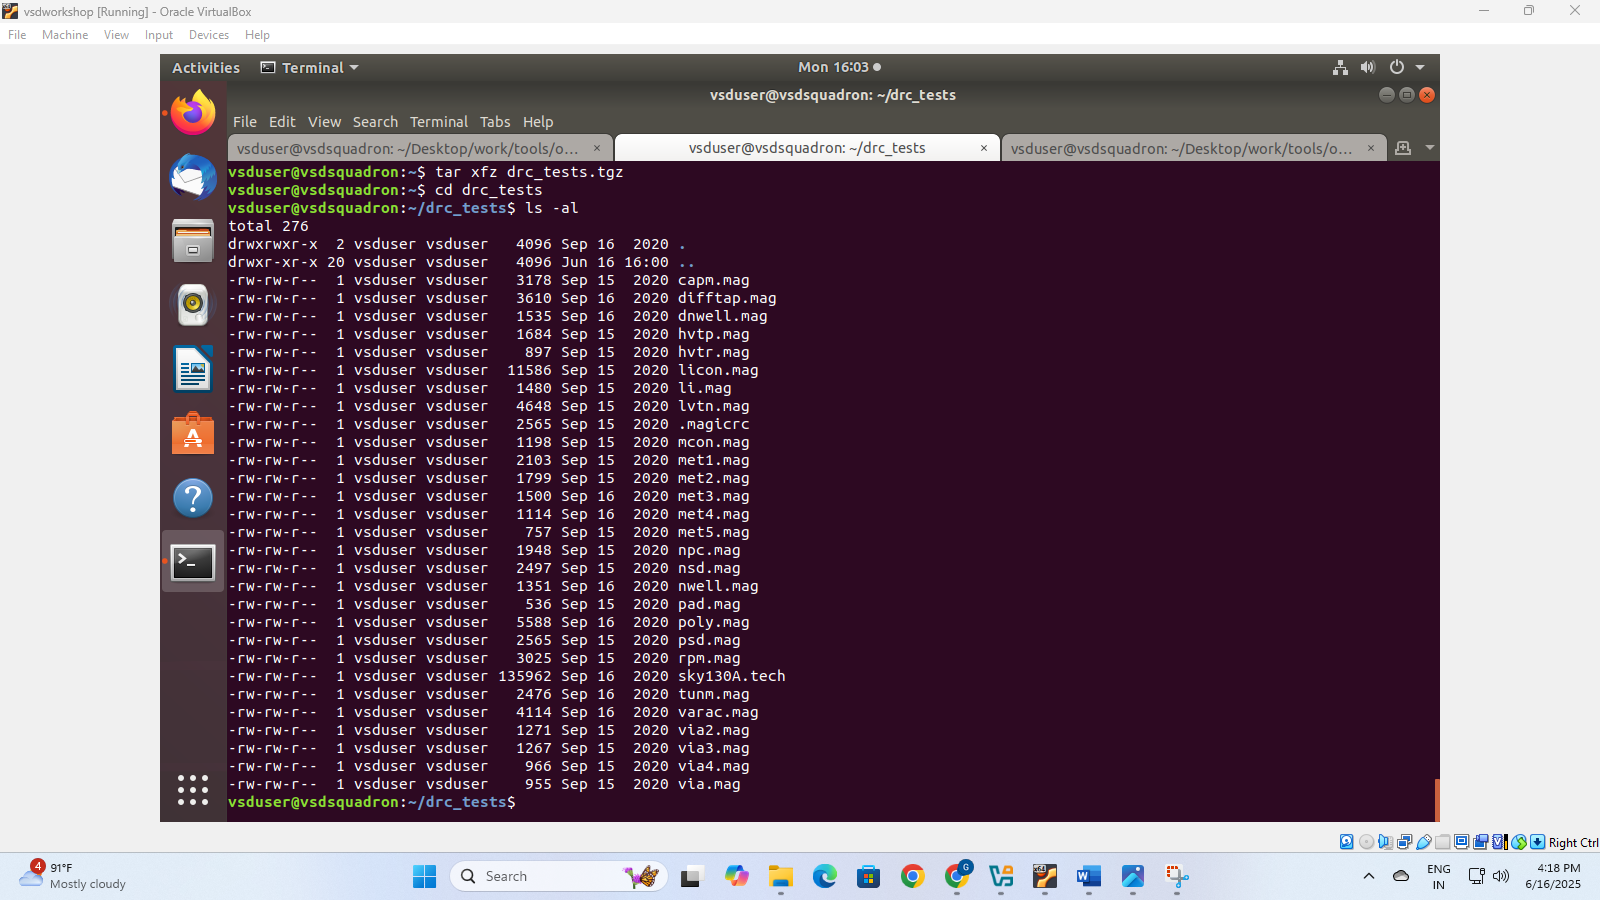 vsdworkshop [Running] - Oracle VirtualBox
File Machine View Input Devices Help
Activities Terminal Mon 16:03
vsduser@vsdsquadron: ~/drc_tests
File Edit View Search Terminal Tabs Help
vsduser@vsdsquadron: ~/Desktop/work/tools/o... × vsduser@vsdsquadron: ~/drc_tests × vsduser@vsdsquadron: ~/Desktop/work/tools/o... ×
vsduser@vsdsquadron:~$ tar xfz drc_tests.tgz
vsduser@vsdsquadron:~$ cd drc_tests
vsduser@vsdsquadron:~/drc_tests$ ls -al
total 276
drwxrwxr-x 2 vsduser vsduser 4096 Sep 16 2020 .
drwxr-xr-x 20 vsduser vsduser 4096 Jun 16 16:00 ..
-rw-rw-r-- 1 vsduser vsduser 3178 Sep 15 2020 capm.mag
-rw-rw-r-- 1 vsduser vsduser 3610 Sep 16 2020 difftap.mag
-rw-rw-r-- 1 vsduser vsduser 1535 Sep 16 2020 dnwell.mag
-rw-rw-r-- 1 vsduser vsduser 1684 Sep 15 2020 hvtp.mag
-rw-rw-r-- 1 vsduser vsduser 897 Sep 15 2020 hvtr.mag
-rw-rw-r-- 1 vsduser vsduser 11586 Sep 15 2020 licon.mag
-rw-rw-r-- 1 vsduser vsduser 1480 Sep 15 2020 li.mag
-rw-rw-r-- 1 vsduser vsduser 4648 Sep 15 2020 lvtn.mag
-rw-rw-r-- 1 vsduser vsduser 2565 Sep 15 2020 .magicrc
-rw-rw-r-- 1 vsduser vsduser 1198 Sep 15 2020 mcon.mag
-rw-rw-r-- 1 vsduser vsduser 2103 Sep 15 2020 met1.mag
-rw-rw-r-- 1 vsduser vsduser 1799 Sep 15 2020 met2.mag
-rw-rw-r-- 1 vsduser vsduser 1500 Sep 16 2020 met3.mag
-rw-rw-r-- 1 vsduser vsduser 1114 Sep 16 2020 met4.mag
-rw-rw-r-- 1 vsduser vsduser 757 Sep 15 2020 met5.mag
-rw-rw-r-- 1 vsduser vsduser 1948 Sep 15 2020 npc.mag
-rw-rw-r-- 1 vsduser vsduser 2497 Sep 15 2020 nsd.mag
-rw-rw-r-- 1 vsduser vsduser 1351 Sep 16 2020 nwell.mag
-rw-rw-r-- 1 vsduser vsduser 536 Sep 15 2020 pad.mag
-rw-rw-r-- 1 vsduser vsduser 5588 Sep 16 2020 poly.mag
-rw-rw-r-- 1 vsduser vsduser 2565 Sep 15 2020 psd.mag
-rw-rw-r-- 1 vsduser vsduser 3025 Sep 15 2020 rpm.mag
-rw-rw-r-- 1 vsduser vsduser 135962 Sep 16 2020 sky130A.tech
-rw-rw-r-- 1 vsduser vsduser 2476 Sep 16 2020 tunm.mag
-rw-rw-r-- 1 vsduser vsduser 4114 Sep 16 2020 varac.mag
-rw-rw-r-- 1 vsduser vsduser 1271 Sep 15 2020 via2.mag
-rw-rw-r-- 1 vsduser vsduser 1267 Sep 15 2020 via3.mag
-rw-rw-r-- 1 vsduser vsduser 966 Sep 15 2020 via4.mag
-rw-rw-r-- 1 vsduser vsduser 955 Sep 15 2020 via.mag
vsduser@vsdsquadron:~/drc_tests$
Right Ctrl
4 91°F
Mostly cloudy
Search
G
ENG
IN
4:18 PM
6/16/2025